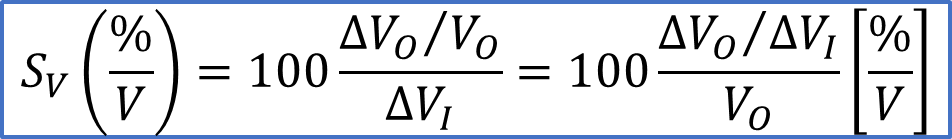 S_V (%/V) = 100 (ΔV_O/V_O)/ΔV_I = 100 (ΔV_O/ΔV_I)/V_O [%/V]